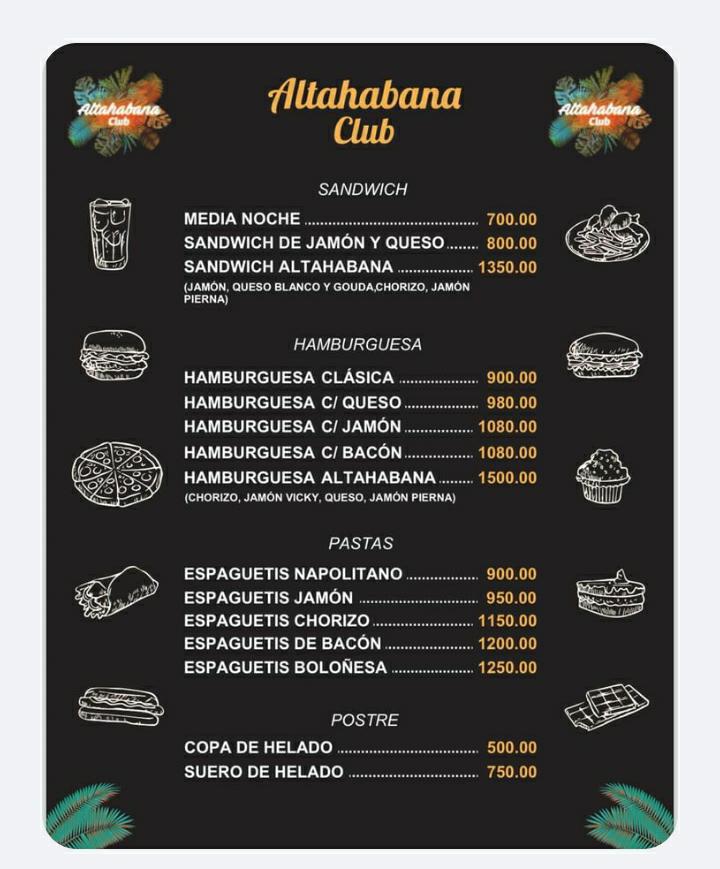 Altahabana
Club
Altahabana
Club
Altahabana
Club
SANDWICH
MEDIA NOCHE 700.00
SANDWICH DE JAMÓN Y QUESO 800.00
SANDWICH ALTAHABANA 1350.00
(JAMÓN, QUESO BLANCO Y GOUDA,CHORIZO, JAMÓN
PIERNA)
HAMBURGUESA
HAMBURGUESA CLÁSICA 900.00
HAMBURGUESA C/ QUESO 980.00
HAMBURGUESA C/ JAMÓN 1080.00
HAMBURGUESA C/ BACÓN 1080.00
HAMBURGUESA ALTAHABANA 1500.00
(CHORIZO, JAMÓN VICKY, QUESO, JAMÓN PIERNA)
PASTAS
ESPAGUETIS NAPOLITANO 900.00
ESPAGUETIS JAMÓN 950.00
ESPAGUETIS CHORIZO 1150.00
ESPAGUETIS DE BACÓN 1200.00
ESPAGUETIS BOLOÑESA 1250.00
POSTRE
COPA DE HELADO 500.00
SUERO DE HELADO 750.00